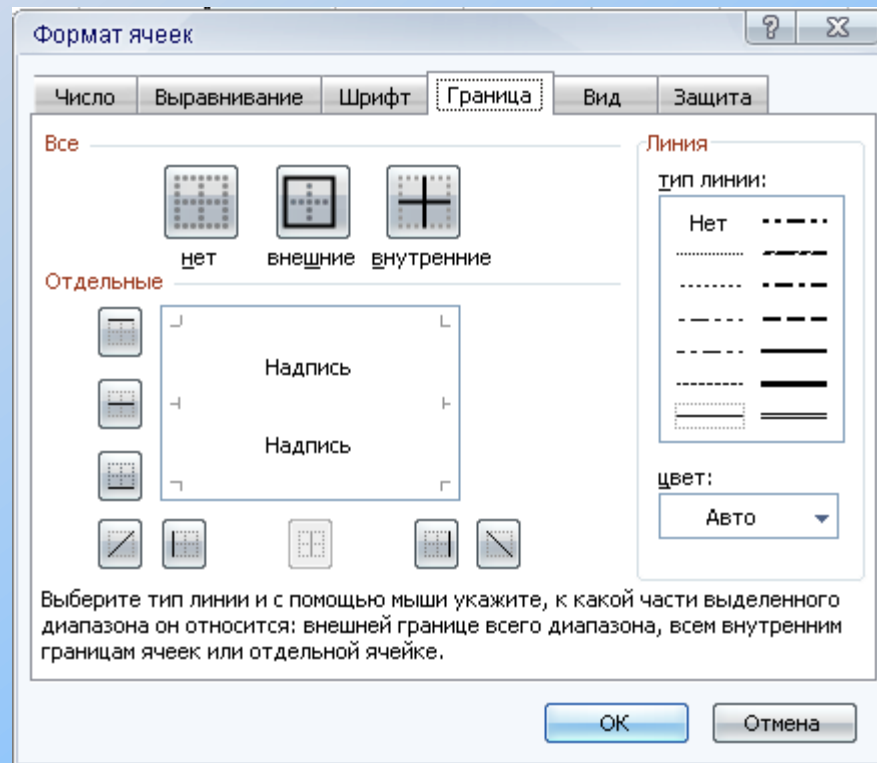 Формат ячеек
Число Выравнивание Шрифт Граница Вид Защита
Все
нет внешние внутренние
Отдельные
Надпись
Надпись
Линия
тип линии:
Нет
цвет:
Авто
Выберите тип линии и с помощью мыши укажите, к какой части выделенного
диапазона он относится: внешней границе всего диапазона, всем внутренним
границам ячеек или отдельной ячейке.
ОК Отмена